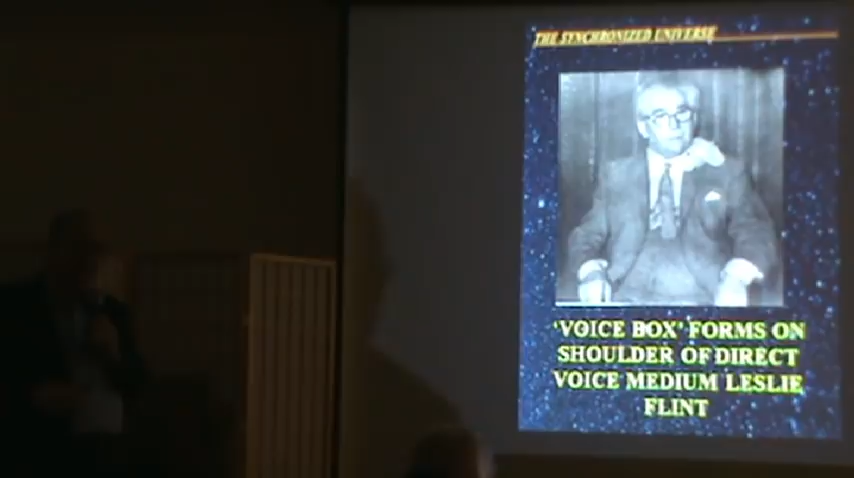 THE SYNCHRONIZED UNIVERSE
'VOICE BOX' FORMS ON
SHOULDER OF DIRECT
VOICE MEDIUM LESLIE
FLINT